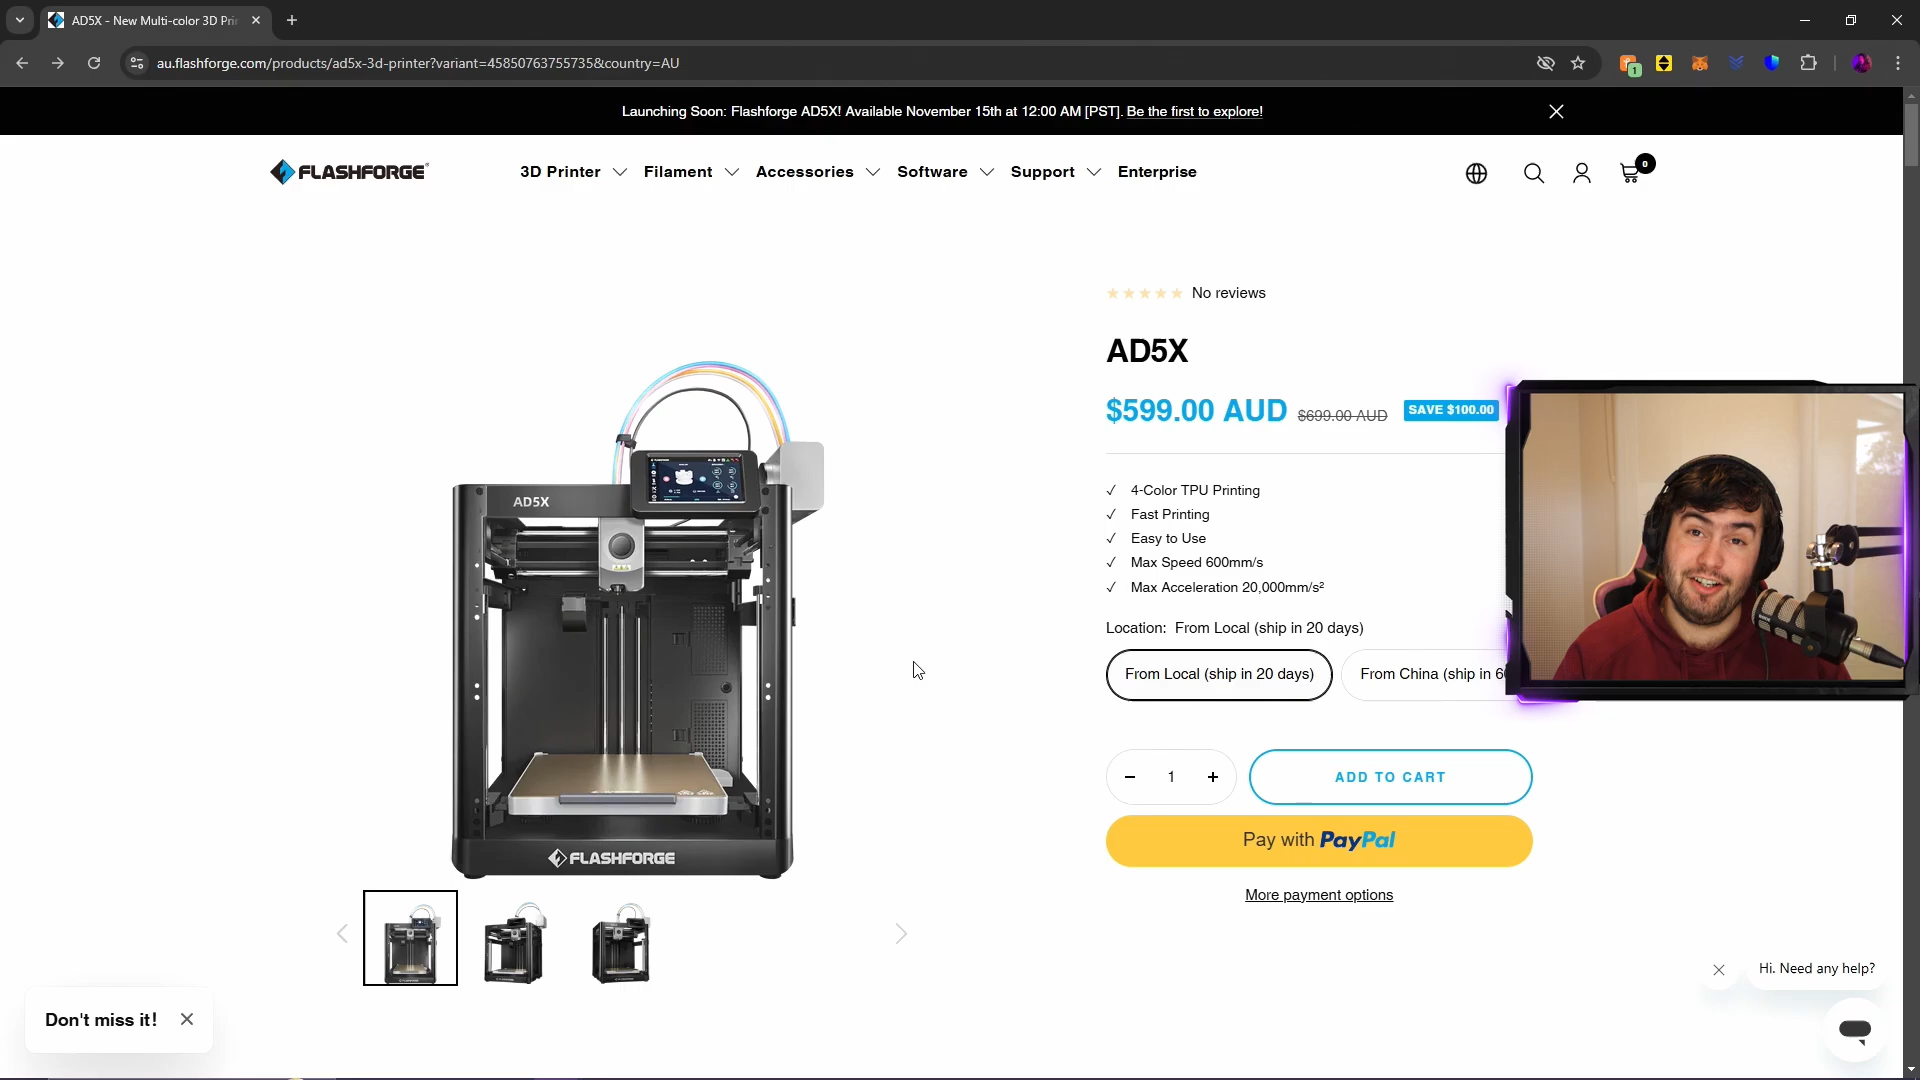 AD5X - New Multi-color 3D Pri
au.flashforge.com/products/ad5x-3d-printer?variant=45850763755735&country=AU
1
Launching Soon: Flashforge AD5X! Available November 15th at 12:00 AM [PST]. Be the first to explore!
FLASHFORGE
3D Printer
Filament
Accessories
Software
Support
Enterprise
0
No reviews
AD5X
$599.00 AUD $699.00 AUD SAVE $100.00
✓ 4-Color TPU Printing
✓ Fast Printing
✓ Easy to Use
✓ Max Speed 600mm/s
✓ Max Acceleration 20,000mm/s²
Location: From Local (ship in 20 days)
From Local (ship in 20 days)
From China (ship in 6
− 1 +
ADD TO CART
Pay with PayPal
More payment options
AD5X
FLASHFORGE
Hi. Need any help?
Don't miss it!